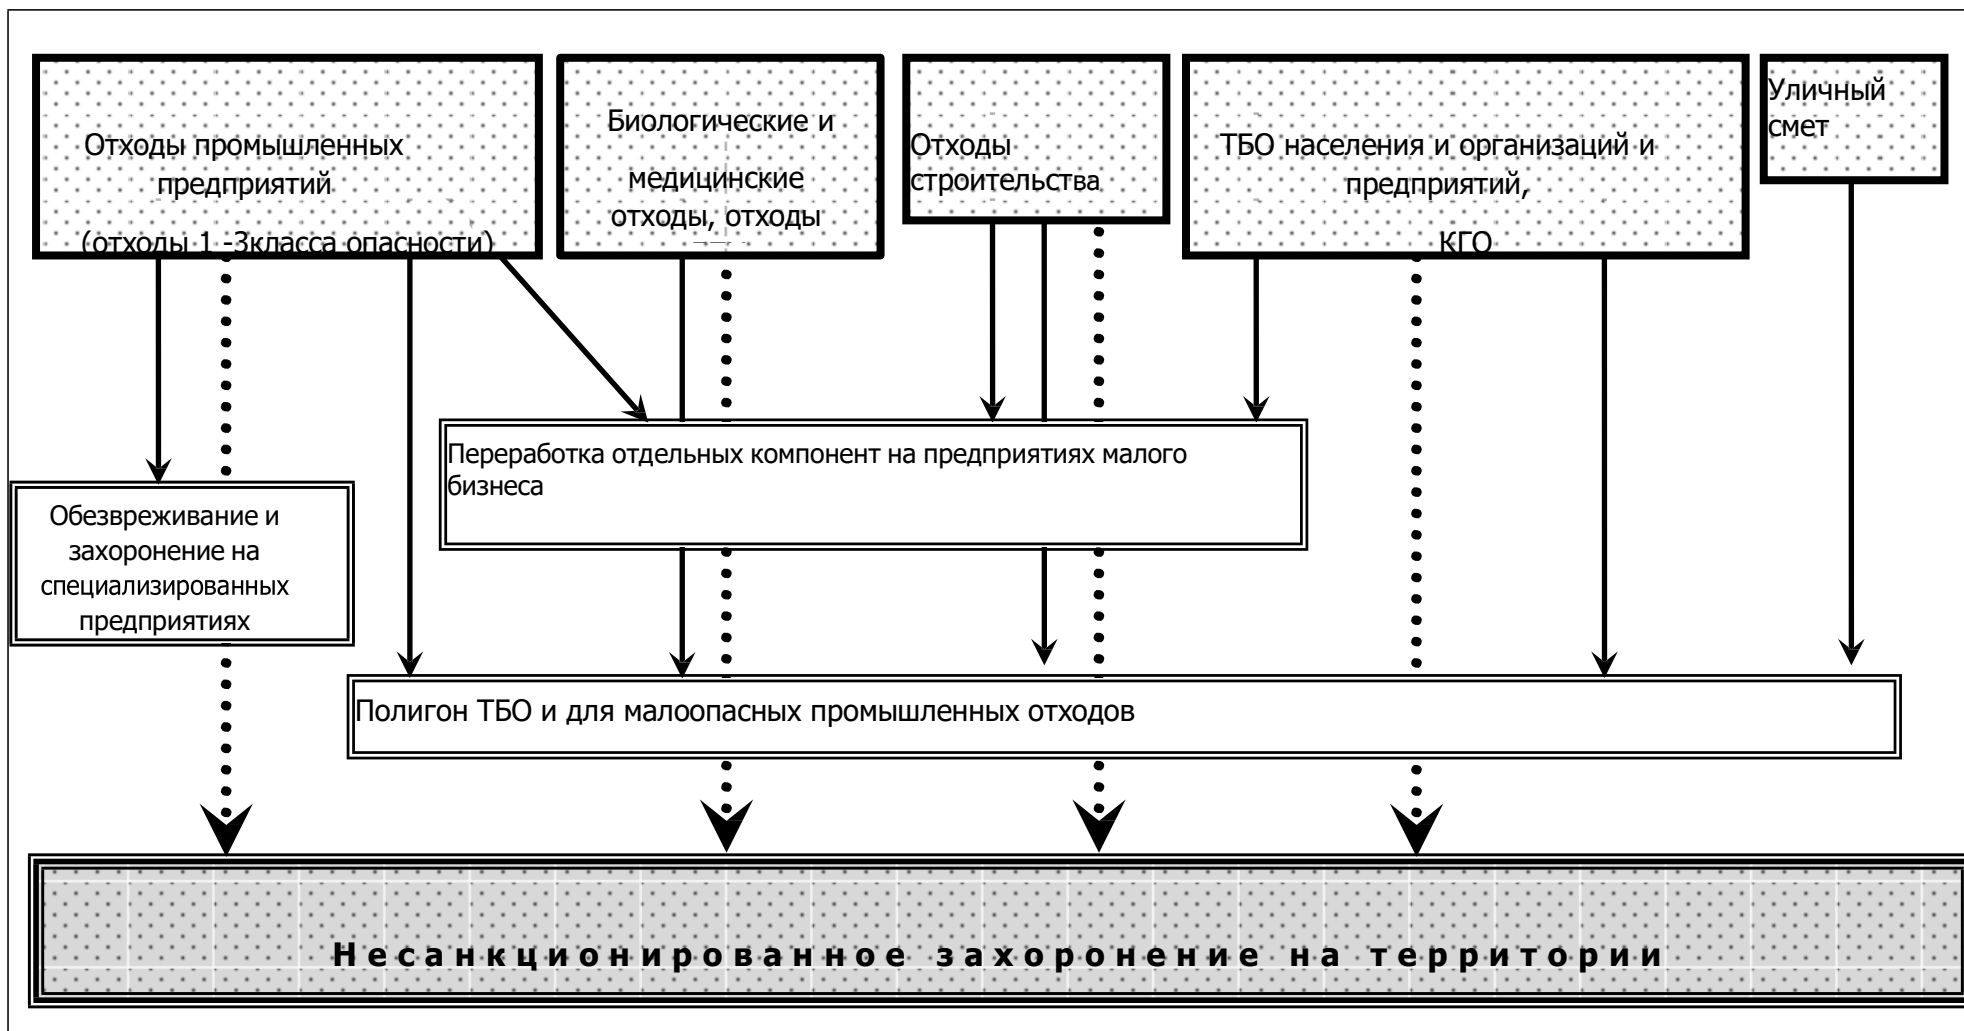 Отходы промышленных
предприятий
(отходы 1 -3класса опасности)
Биологические и
медицинские
отходы, отходы
Отходы
строительства
ТБО населения и организаций и
предприятий,
КГО
Уличный
смет
Переработка отдельных компонент на предприятиях малого
бизнеса
Обезвреживание и
захоронение на
специализированных
предприятиях
Полигон ТБО и для малоопасных промышленных отходов
Несанкционированное захоронение на территории